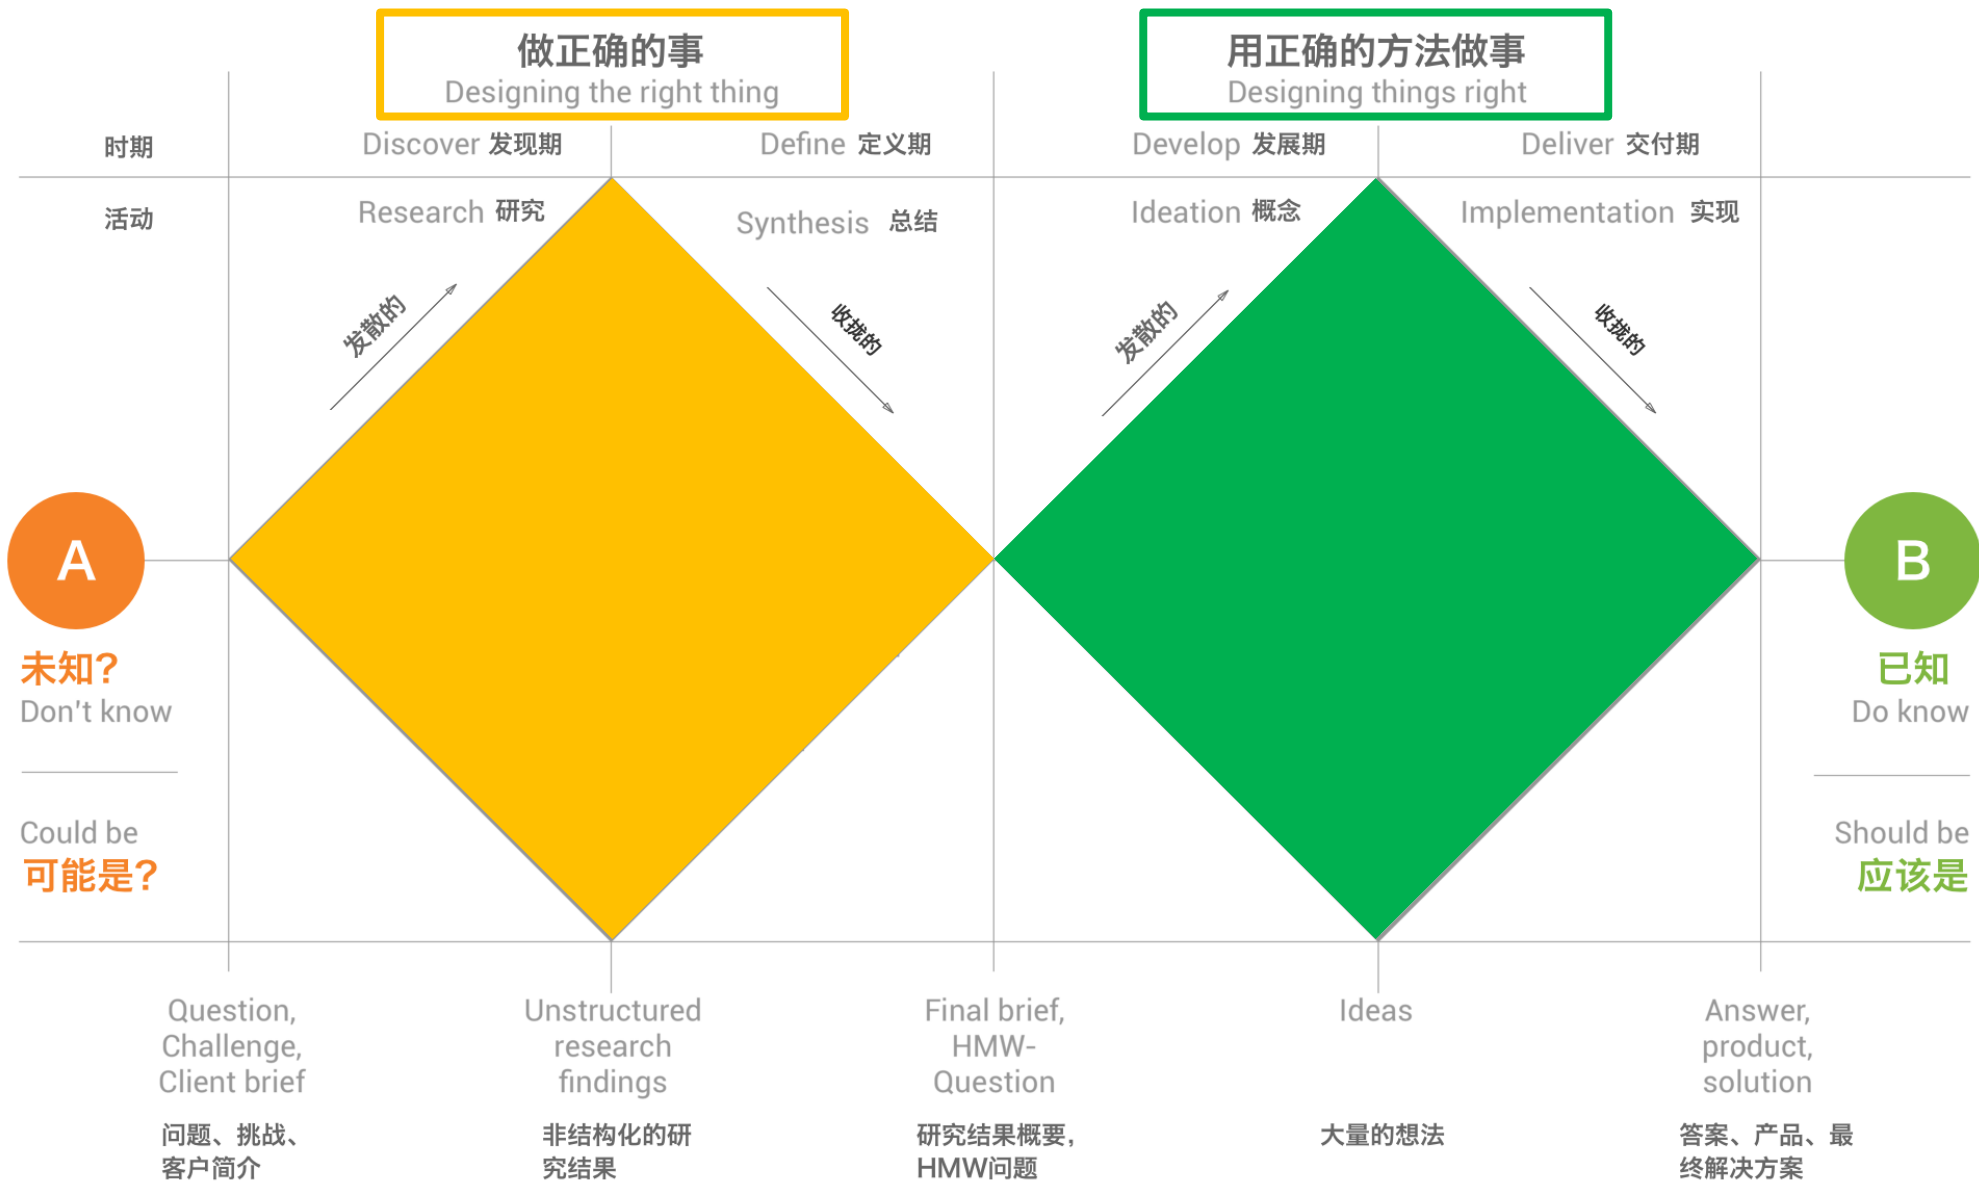 做正确的事
Designing the right thing
用正确的方法做事
Designing things right
时期
Discover 发现期
Define 定义期
Develop 发展期
Deliver 交付期
活动
Research 研究
Synthesis 总结
Ideation 概念
Implementation 实现
发散的
收拢的
发散的
收拢的
A
未知?
Don't know
Could be
可能是?
B
已知
Do know
Should be
应该是
Question,
Challenge,
Client brief
问题、挑战、
客户简介
Unstructured
research
findings
非结构化的研
究结果
Final brief,
HMW-
Question
研究结果概要,
HMW问题
Ideas
大量的想法
Answer,
product,
solution
答案、产品、最
终解决方案